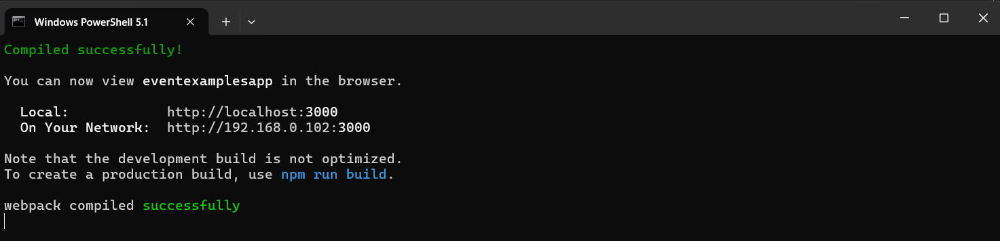 Windows PowerShell 5.1
Compiled successfully!
You can now view eventexamplesapp in the browser.
Local: http://localhost:3000
On Your Network: http://192.168.0.102:3000
Note that the development build is not optimized.
To create a production build, use npm run build.
webpack compiled successfully